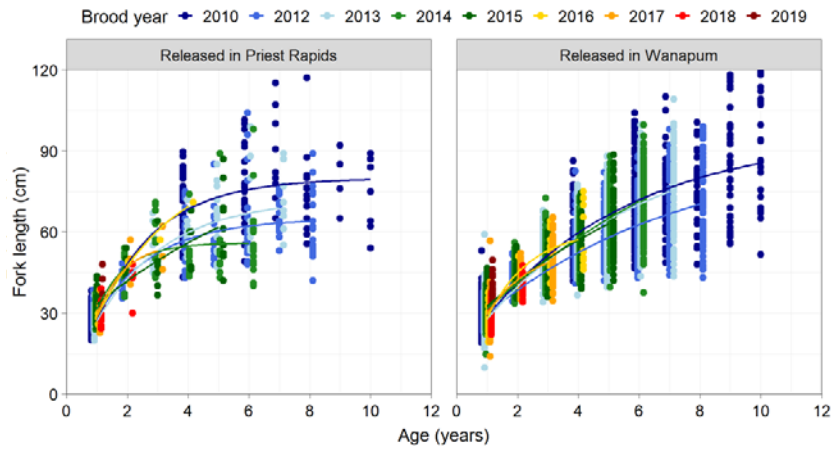 Brood year 2010 2012 2013 2014 2015 2016 2017 2018 2019
Released in Priest Rapids Released in Wanapum
Fork length (cm)
120
90
60
30
0
0 2 4 6 8 10 12 0 2 4 6 8 10 12
Age (years)